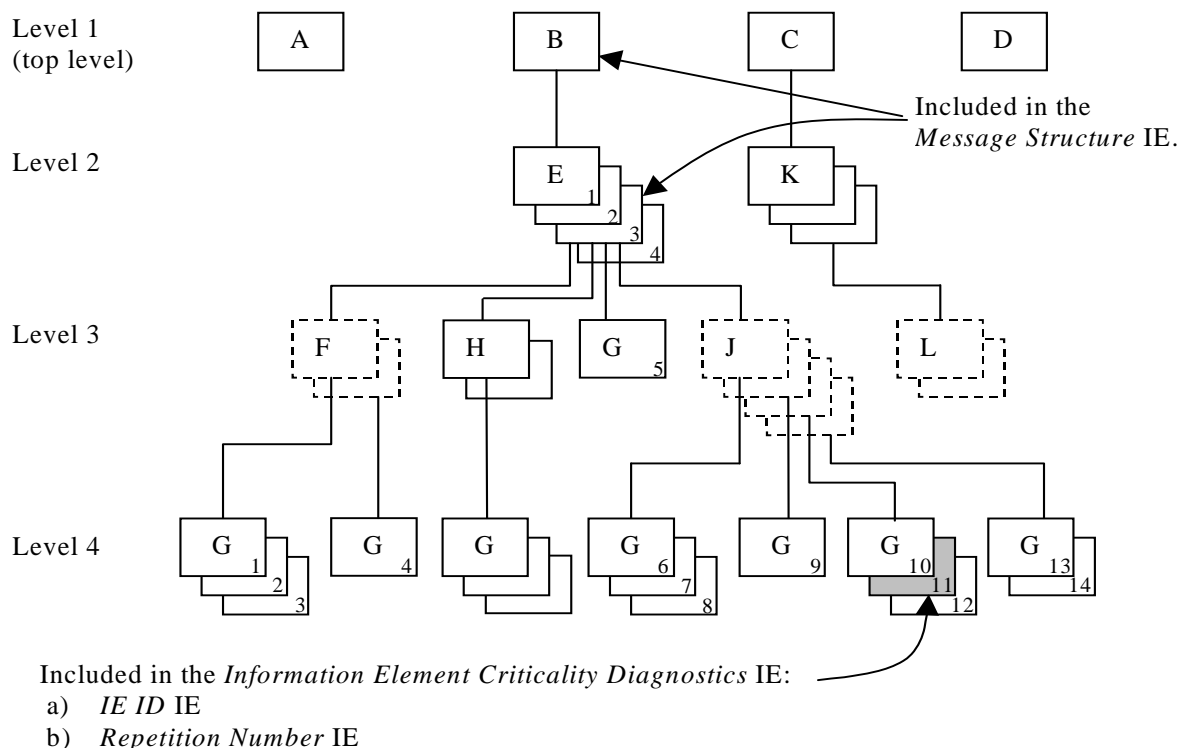 Level 1
(top level)
A
B
C
D
Included in the
Message Structure IE.
Level 2
E
1
2
3
4
K
Level 3
F
H
G
5
J
L
Level 4
G
1
2
3
G
4
G
G
6
7
8
G
9
G
10
11
12
G
13
14
Included in the Information Element Criticality Diagnostics IE:
a) IE ID IE
b) Repetition Number IE